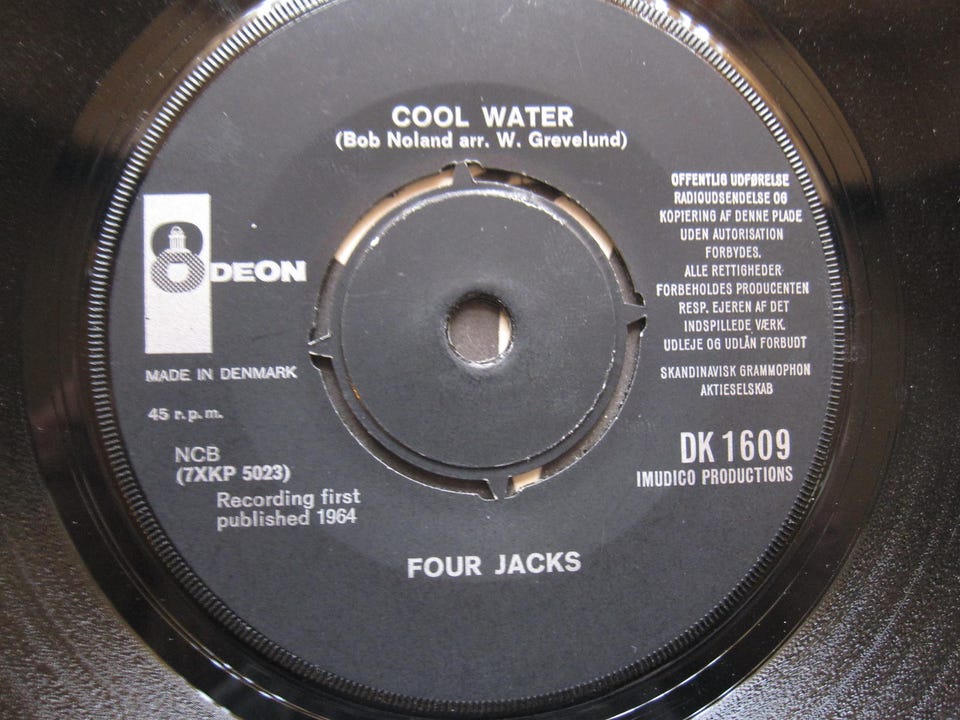 COOL WATER
(Bob Noland arr. W. Grevelund)
ODEON
MADE IN DENMARK
45 r.p.m.
NCB
(7XKP 5023)
Recording first
published 1964
OFFENTLIG UDFØRELSE
RADIOUDSENDELSE OG
KOPIERING AF DENNE PLADE
UDEN AUTORISATION
FORBYDES.
ALLE RETTIGHEDER
FORBEHOLDES PRODUCENTEN
RESP. EJEREN AF DET
INDSPILLEDE VÆRK.
UDLEJE OG UDLÅN FORBUDT
SKANDINAVISK GRAMMOPHON
AKTIESELSKAB
DK 1609
IMUDICO PRODUCTIONS
FOUR JACKS